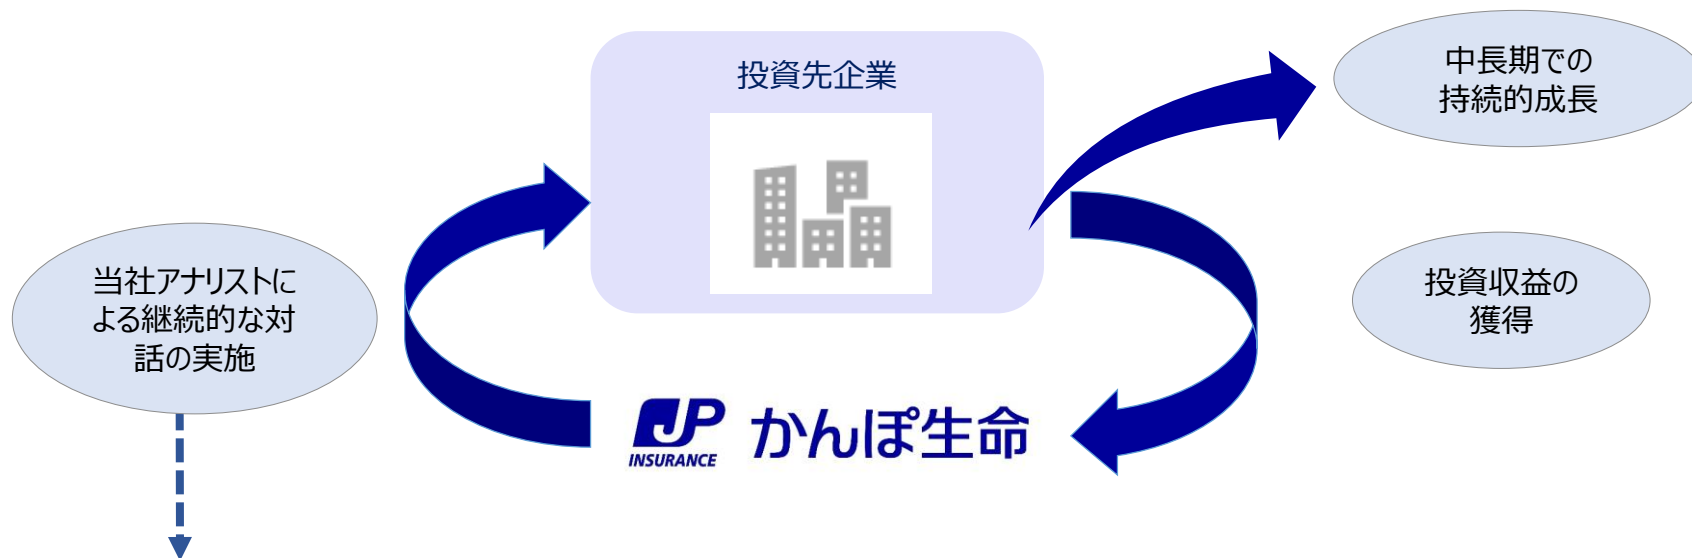 投資先企業
中長期での
持続的成長
当社アナリストに
よる継続的な対
話の実施
投資収益の
獲得
JP
INSURANCE
かんぽ生命